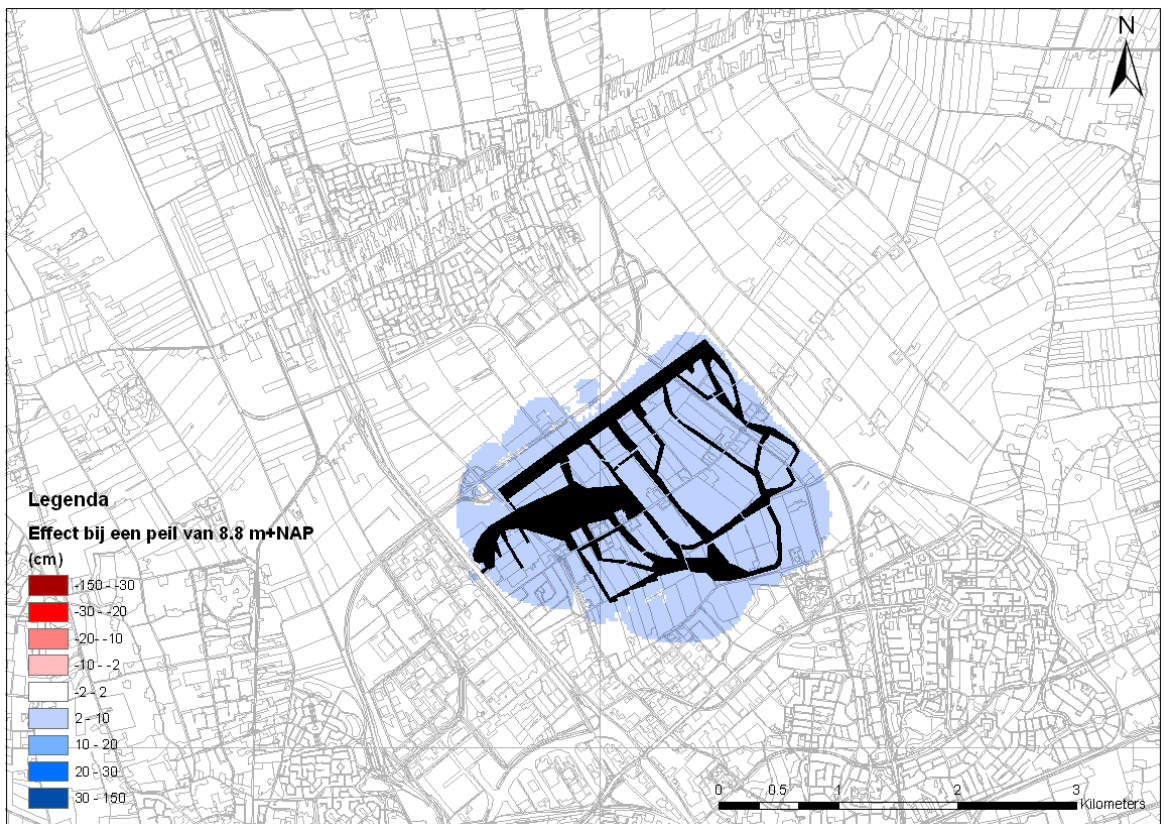 N
Legenda
Effect bij een peil van 8.8 m+NAP
(cm)
-150 - -30
-30 - -20
-20 - -10
-10 - -2
-2 - 2
2 - 10
10 - 20
20 - 30
30 - 150
0 0.5 1 2 3
Kilometers